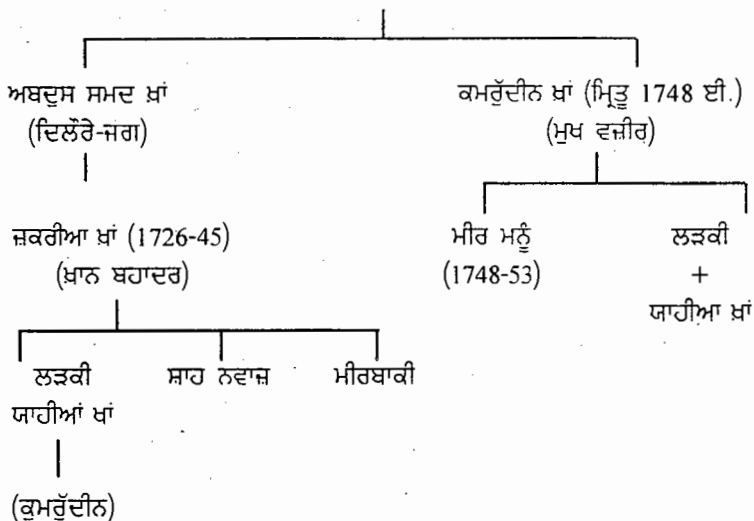 ਅਬਦੁਸ ਸਮਦ ਖ਼ਾਂ
(ਦਿਲੌਰੇ-ਜੰਗ)
ਕਮਰੁੱਦੀਨ ਖ਼ਾਂ (ਮ੍ਰਿਤੂ 1748 ਈ.)
(ਮੁਖ ਵਜ਼ੀਰ)
ਜ਼ਕਰੀਆ ਖ਼ਾਂ (1726-45)
(ਖ਼ਾਨ ਬਹਾਦਰ)
ਮੀਰ ਮਨੂੰ
(1748-53)
ਲੜਕੀ
+
ਯਾਹੀਆ ਖ਼ਾਂ
ਲੜਕੀ
ਯਾਹੀਆਂ ਖਾਂ
ਸ਼ਾਹ ਨਵਾਜ਼
ਮੀਰਬਾਕੀ
(ਕੁਮਰੁੱਦੀਨ)